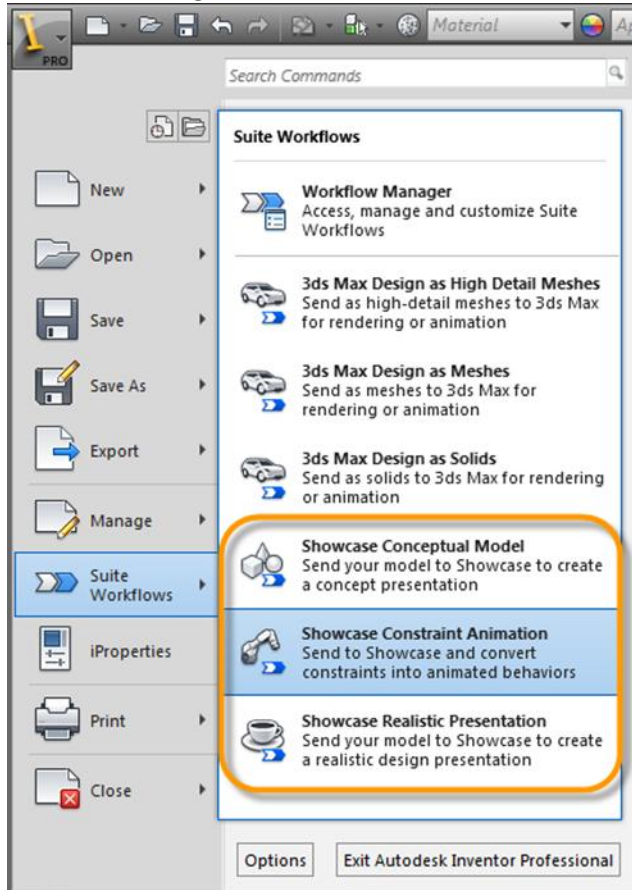 PRO
Material
Ap
Search Commands
Suite Workflows
New
Open
Save
Save As
Export
Manage
Suite
Workflows
iProperties
Print
Close
Workflow Manager
Access, manage and customize Suite
Workflows
3ds Max Design as High Detail Meshes
Send as high-detail meshes to 3ds Max
for rendering or animation
3ds Max Design as Meshes
Send as meshes to 3ds Max for
rendering or animation
3ds Max Design as Solids
Send as solids to 3ds Max for rendering
or animation
Showcase Conceptual Model
Send your model to Showcase to create
a concept presentation
Showcase Constraint Animation
Send to Showcase and convert
constraints into animated behaviors
Showcase Realistic Presentation
Send your model to Showcase to create
a realistic design presentation
Options
Exit Autodesk Inventor Professional